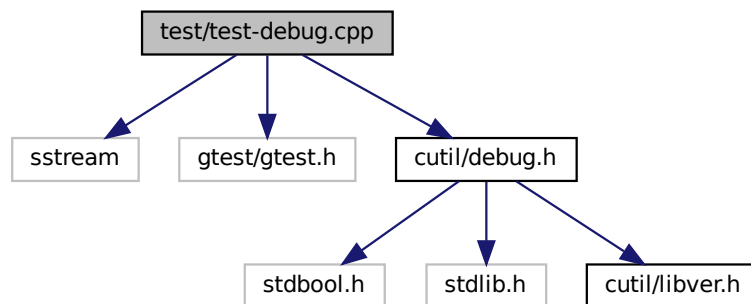 test/test-debug.cpp
sstream
gtest/gtest.h
cutil/debug.h
stdbool.h
stdlib.h
cutil/libver.h